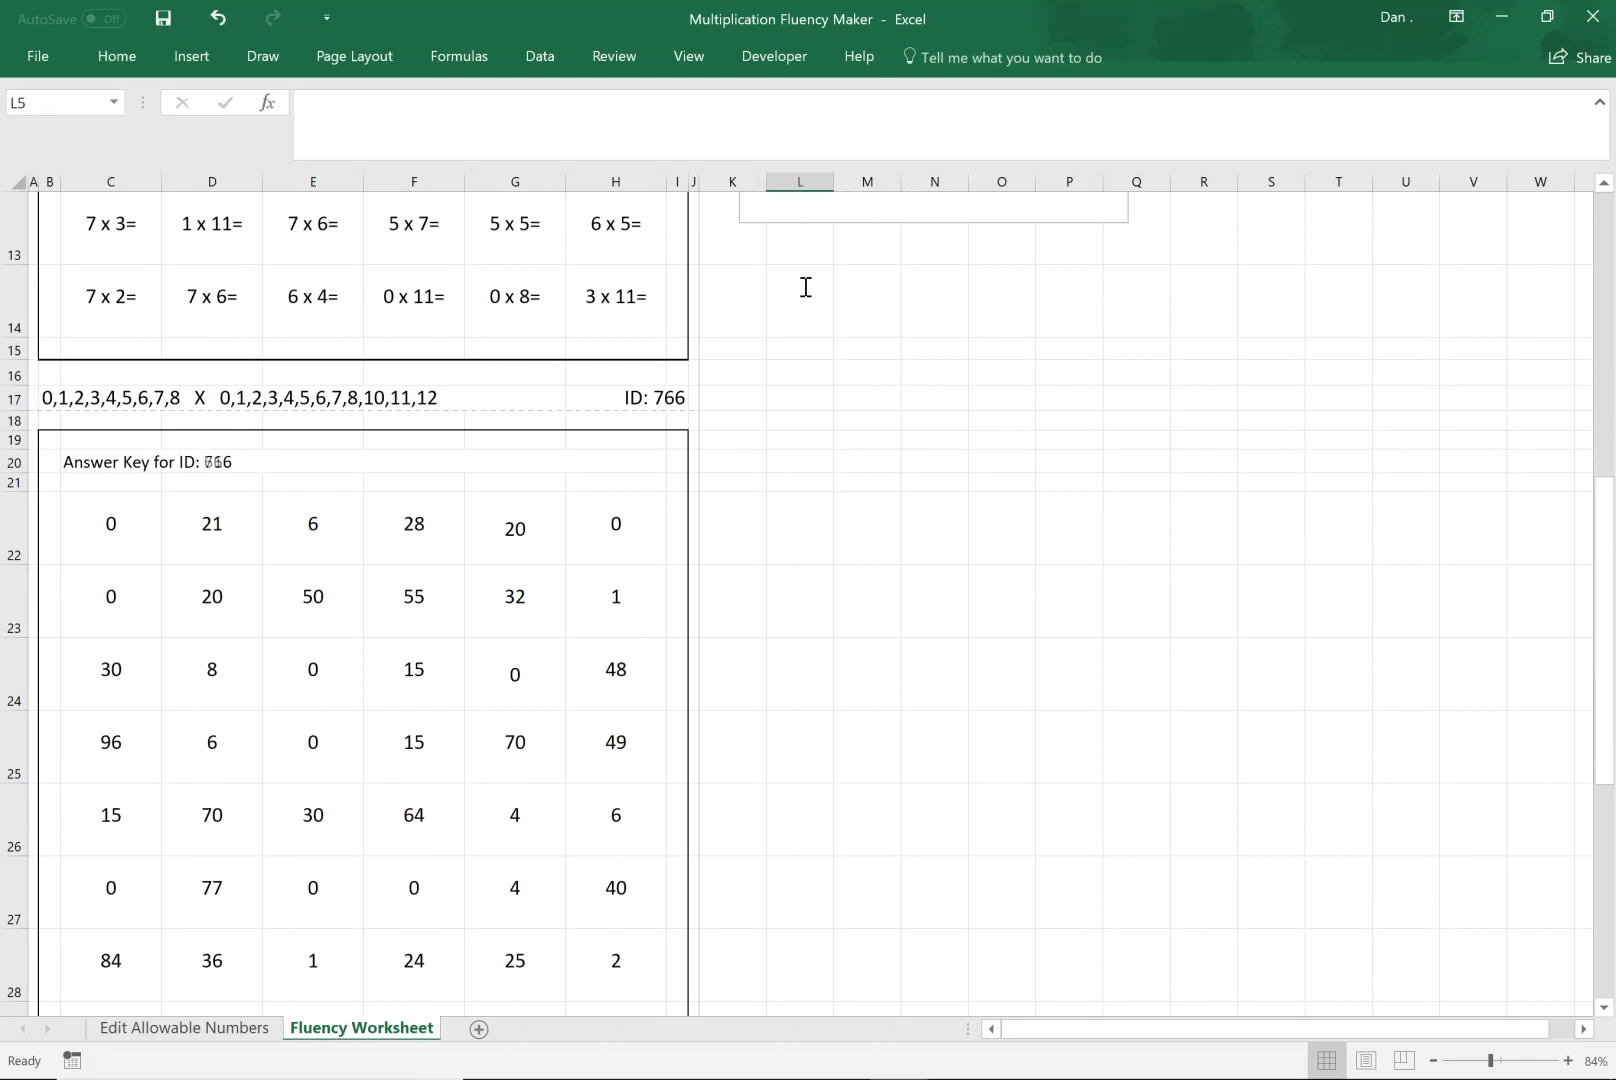 AutoSave Off
Multiplication Fluency Maker - Excel
Dan .
File Home Insert Draw Page Layout Formulas Data Review View Developer Help Tell me what you want to do Share
L5 fx
A B C D E F G H I J K L M N O P Q R S T U V W
7 x 3= 1 x 11= 7 x 6= 5 x 7= 5 x 5= 6 x 5=
13
7 x 2= 7 x 6= 6 x 4= 0 x 11= 0 x 8= 3 x 11=
14
15
16
17 0,1,2,3,4,5,6,7,8 X 0,1,2,3,4,5,6,7,8,10,11,12 ID: 766
18
19
20 Answer Key for ID:
21
0 21 6 28 20 0
22
0 20 50 55 32 1
23
30 8 0 15 0 48
24
96 6 0 15 70 49
25
15 70 30 64 4 6
26
0 77 0 0 4 40
27
84 36 1 24 25 2
28
Edit Allowable Numbers Fluency Worksheet
Ready 84%